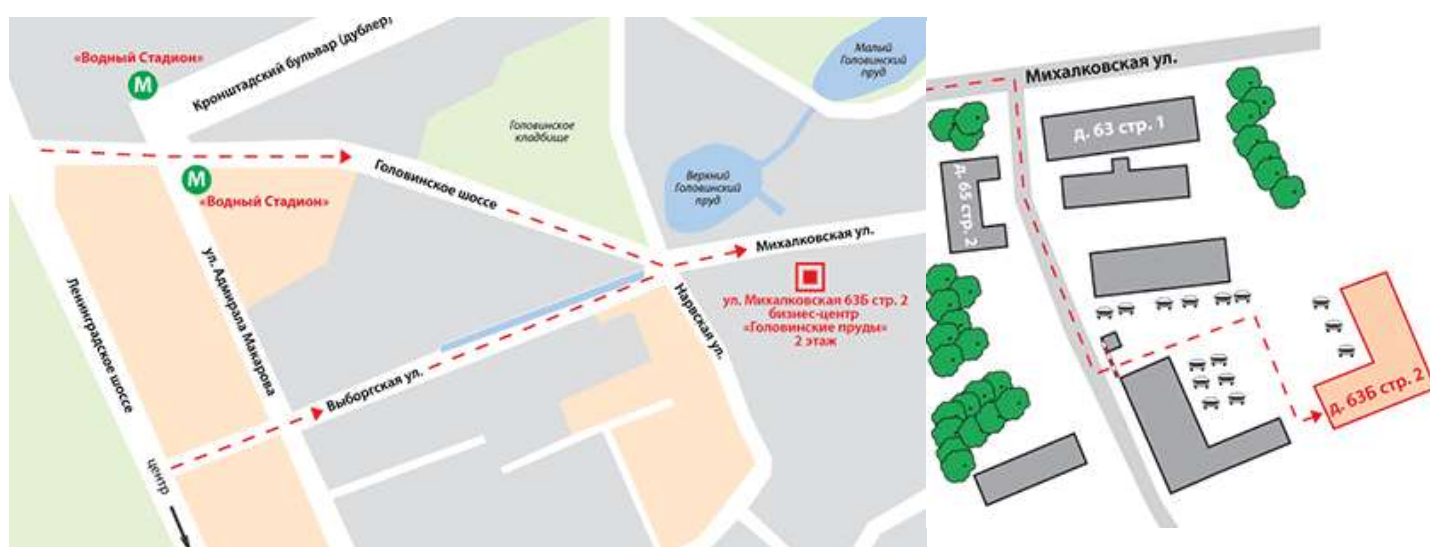 «Водный Стадион»
М
Кронштадский бульвар (дублер)
Малый
Головинский
пруд
Головинское
кладбище
М
«Водный Стадион»
Головинское шоссе
Верхний
Головинский
пруд
Михалковская ул.
ул. Михалковская 63Б стр. 2
бизнес-центр
«Головинские пруды»
2 этаж
Ленинградское шоссе
ул. Адмирала Макарова
Нарвская ул.
Выборгская ул.
центр
Михалковская ул.
д. 63 стр. 1
д. 65 стр. 2
д. 63Б стр. 2